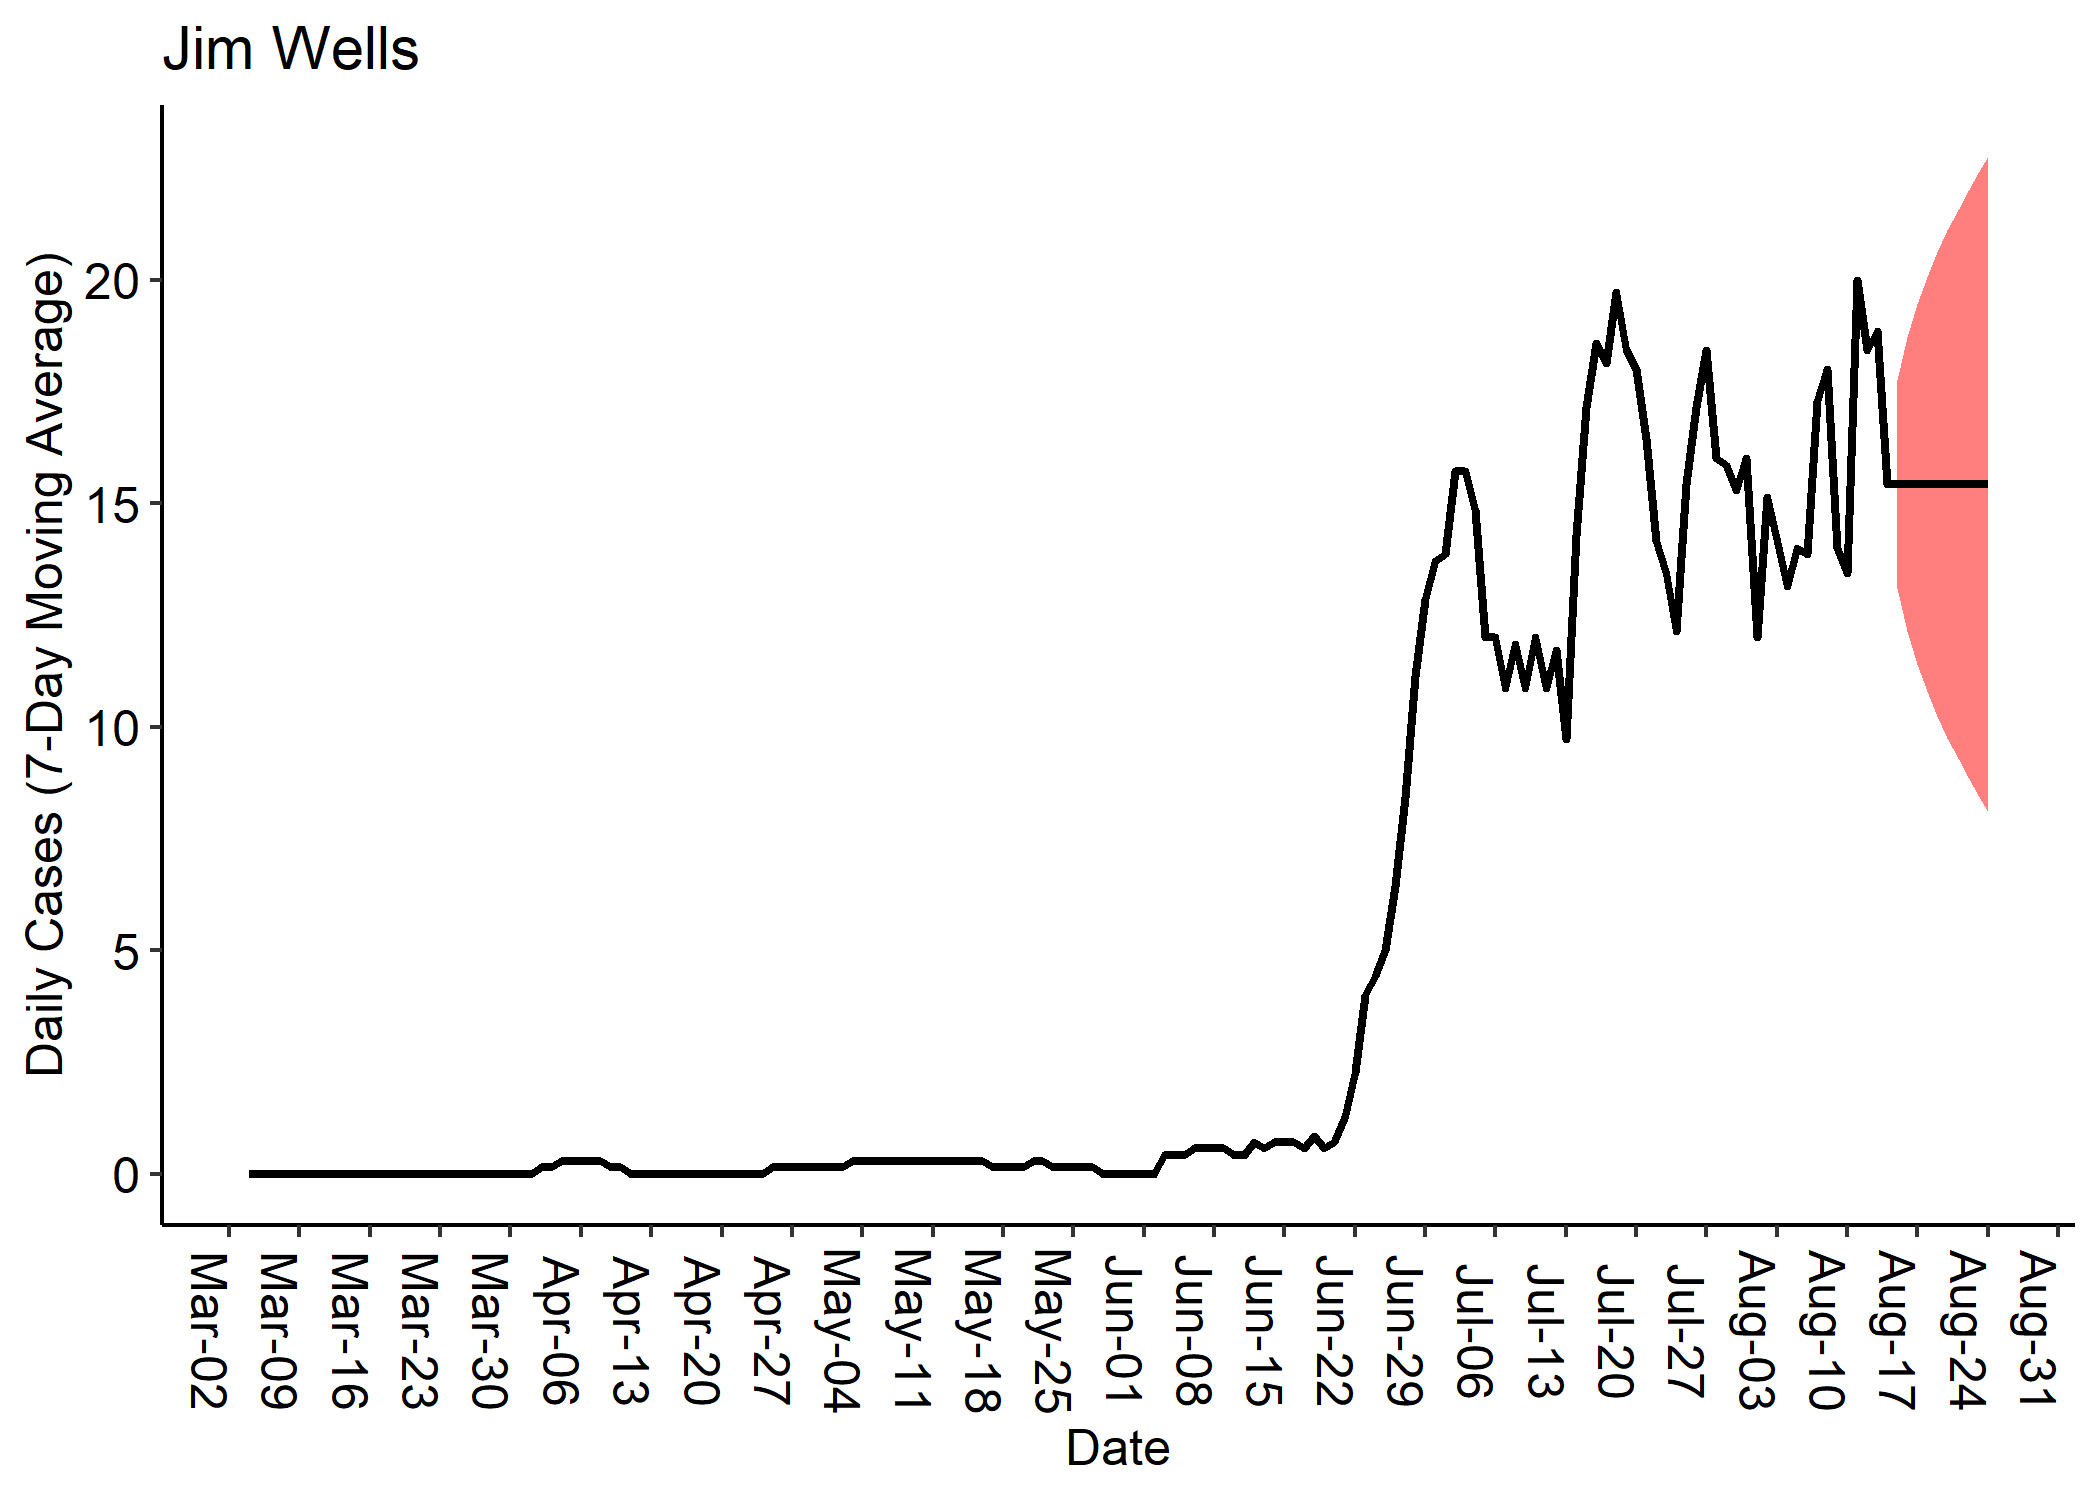 Jim Wells
Daily Cases (7-Day Moving Average)
20
15
10
5
0
Mar-02
Mar-09
Mar-16
Mar-23
Mar-30
Apr-06
Apr-13
Apr-20
Apr-27
May-04
May-11
May-18
May-25
Jun-01
Jun-08
Jun-15
Jun-22
Jun-29
Jul-06
Jul-13
Jul-20
Jul-27
Aug-03
Aug-10
Aug-17
Aug-24
Aug-31
Date